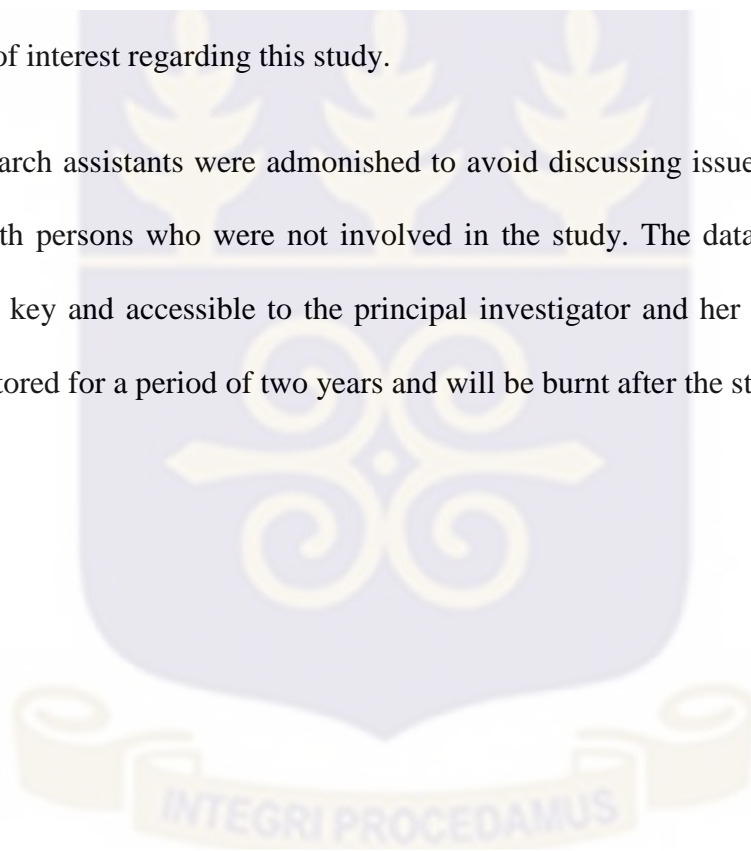 of interest regarding this study.
arch assistants were admonished to avoid discussing issue
th persons who were not involved in the study. The data
key and accessible to the principal investigator and her
tored for a period of two years and will be burnt after the st
INTEGRI PROCEDAMUS